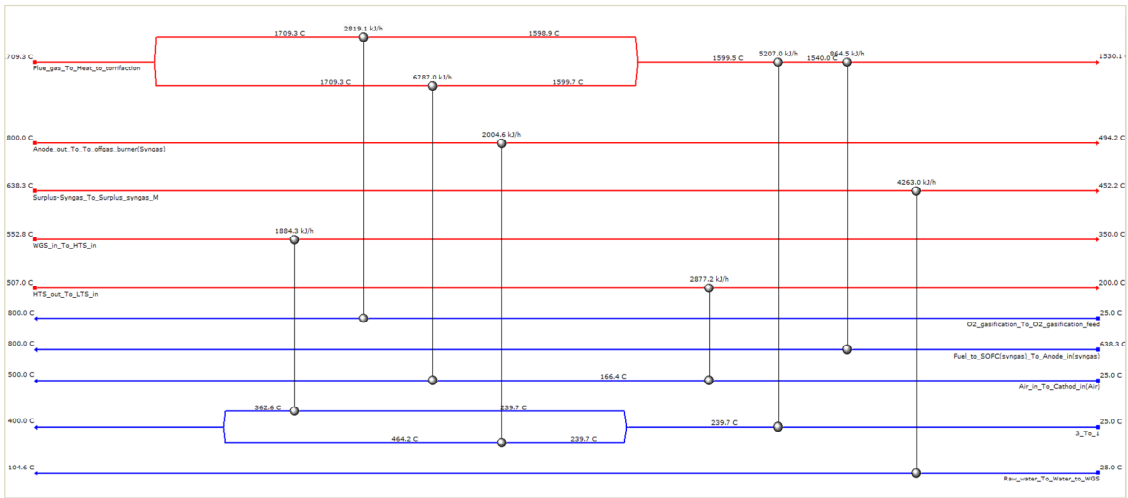 2819.1 kJ/h
1709.3 C 1598.9 C
709.3 C 5207.0 kJ/h 864.5 kJ/h 1530.1
1599.5 C 1540.0 C
Flue_gas_To_Heat_to_torrifaction
6787.0 kJ/h
1709.3 C 1599.7 C
800.0 C 2004.6 kJ/h 494.2 C
Anode_out_To_To_offgas_burner(Syngas)
638.3 C 4263.0 kJ/h 452.2 C
Surplus-Syngas_To_Surplus_syngas_M
552.8 C 1884.3 kJ/h 350.0 C
WGS_in_To_HTS_in
507.0 C 2877.2 kJ/h 200.0 C
HTS_out_To_LTS_in
800.0 C 25.0 C
O2_gasification_To_O2_gasification_feed
800.0 C 638.3 C
Fuel_to_SOFC(syngas)_To_Anode_in(syngas)
500.0 C 166.4 C 25.0 C
Air_in_To_Cathod_in(Air)
362.6 C 239.7 C
400.0 C 239.7 C 25.0 C
3_To_1
464.2 C 239.7 C
104.6 C 25.0 C
Raw_water_To_Water_to_WGS